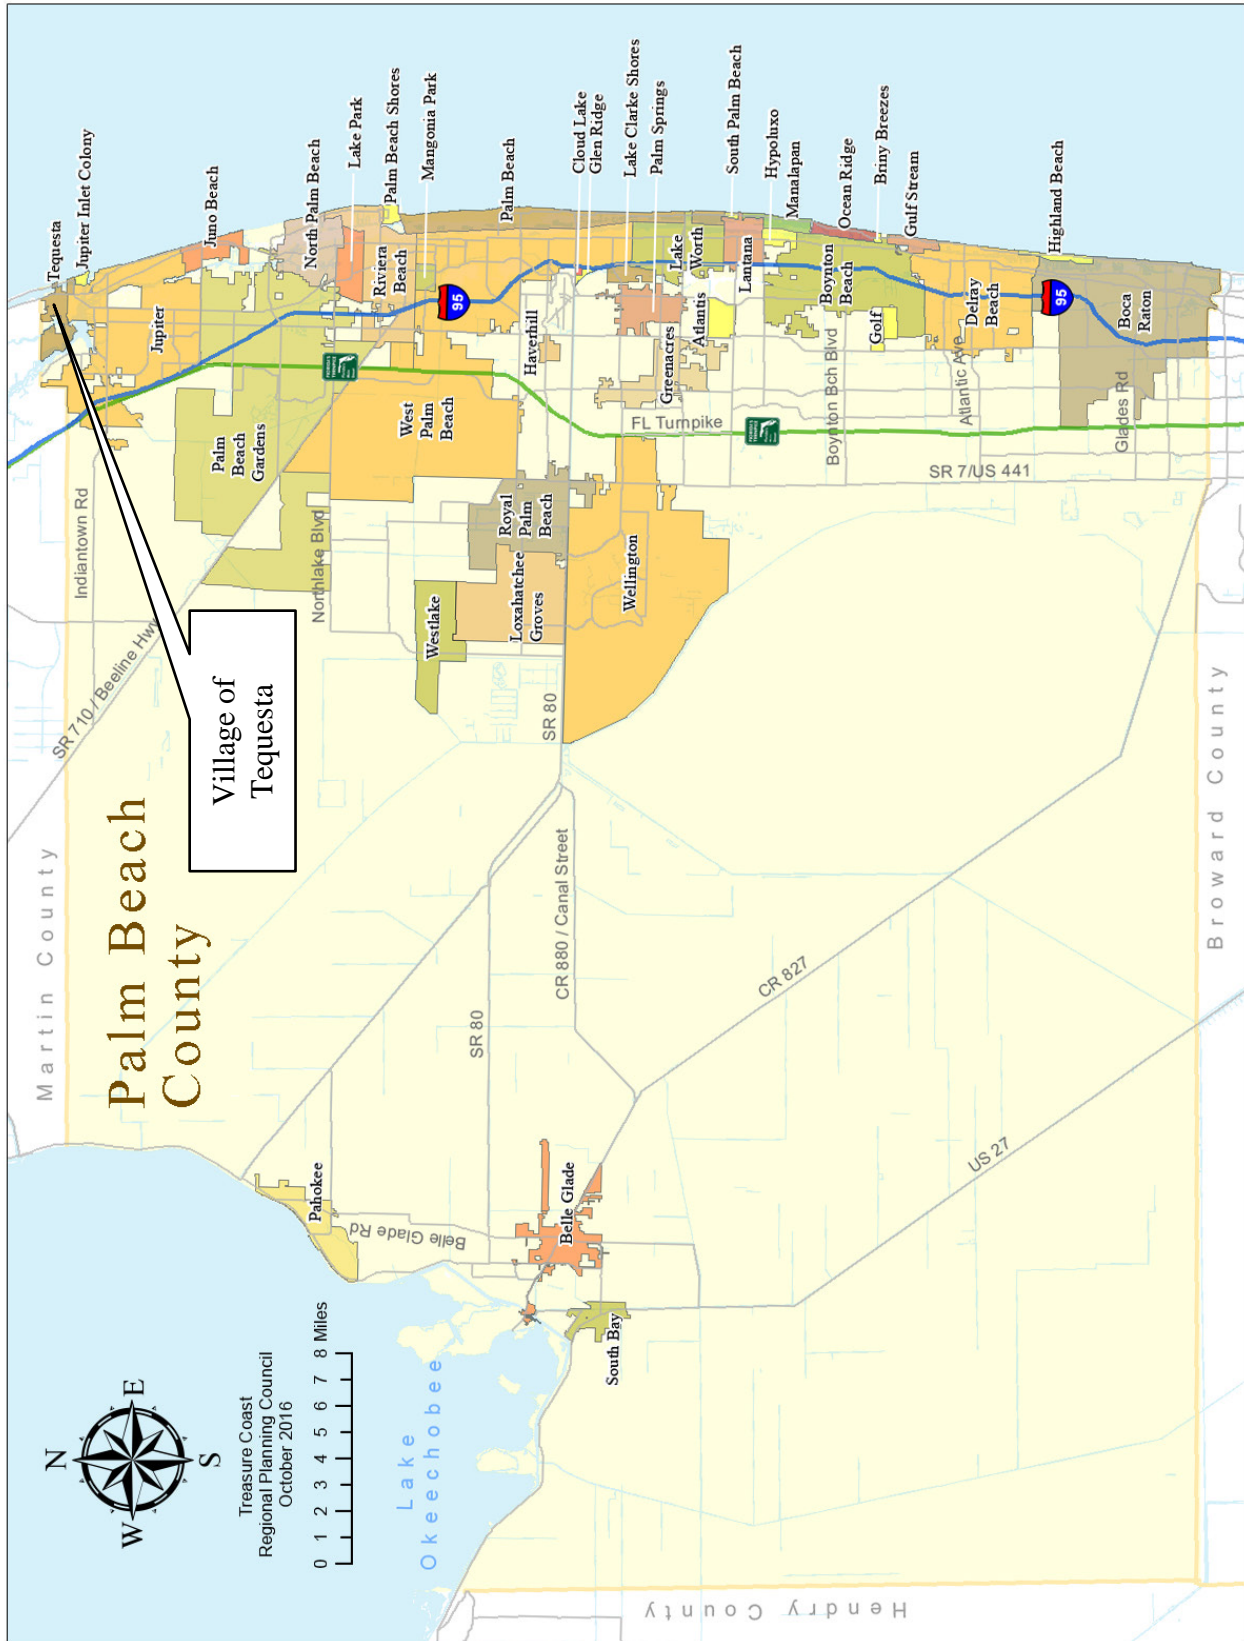 Palm Beach
County
Martin County
Broward County
Hendry County
Lake
Okeechobee
N
W
E
S
Treasure Coast
Regional Planning Council
October 2016
0 1 2 3 4 5 6 7 8 Miles
Village of
Tequesta
Tequesta
Jupiter Inlet Colony
Jupiter
Juno Beach
North Palm
Beach
Lake Park
Palm Beach Shores
Riviera
Beach
Mangonia Park
Palm Beach
Palm
Beach
Gardens
West
Palm
Beach
Haverhill
Cloud Lake
Glen Ridge
Lake Clarke Shores
Palm Springs
Lake
Worth
Greenacres
Atlantis
South Palm Beach
Lantana
Hypoluxo
Manalapan
Boynton
Beach
Ocean Ridge
Briny Breezes
Gulf Stream
Golf
Delray
Beach
Highland Beach
Boca
Raton
Royal
Palm
Beach
Loxahatchee
Groves
Westlake
Wellington
Pahokee
Belle Glade
South Bay
Indiantown Rd
SR 710 / Beeline Hwy
Northlake Blvd
FL Turnpike
Boynton Bch Blvd
Atlantic Ave
Glades Rd
SR 7/US 441
SR 80
SR 80
CR 880 / Canal Street
CR 827
US 27
Belle Glade Rd
95
95